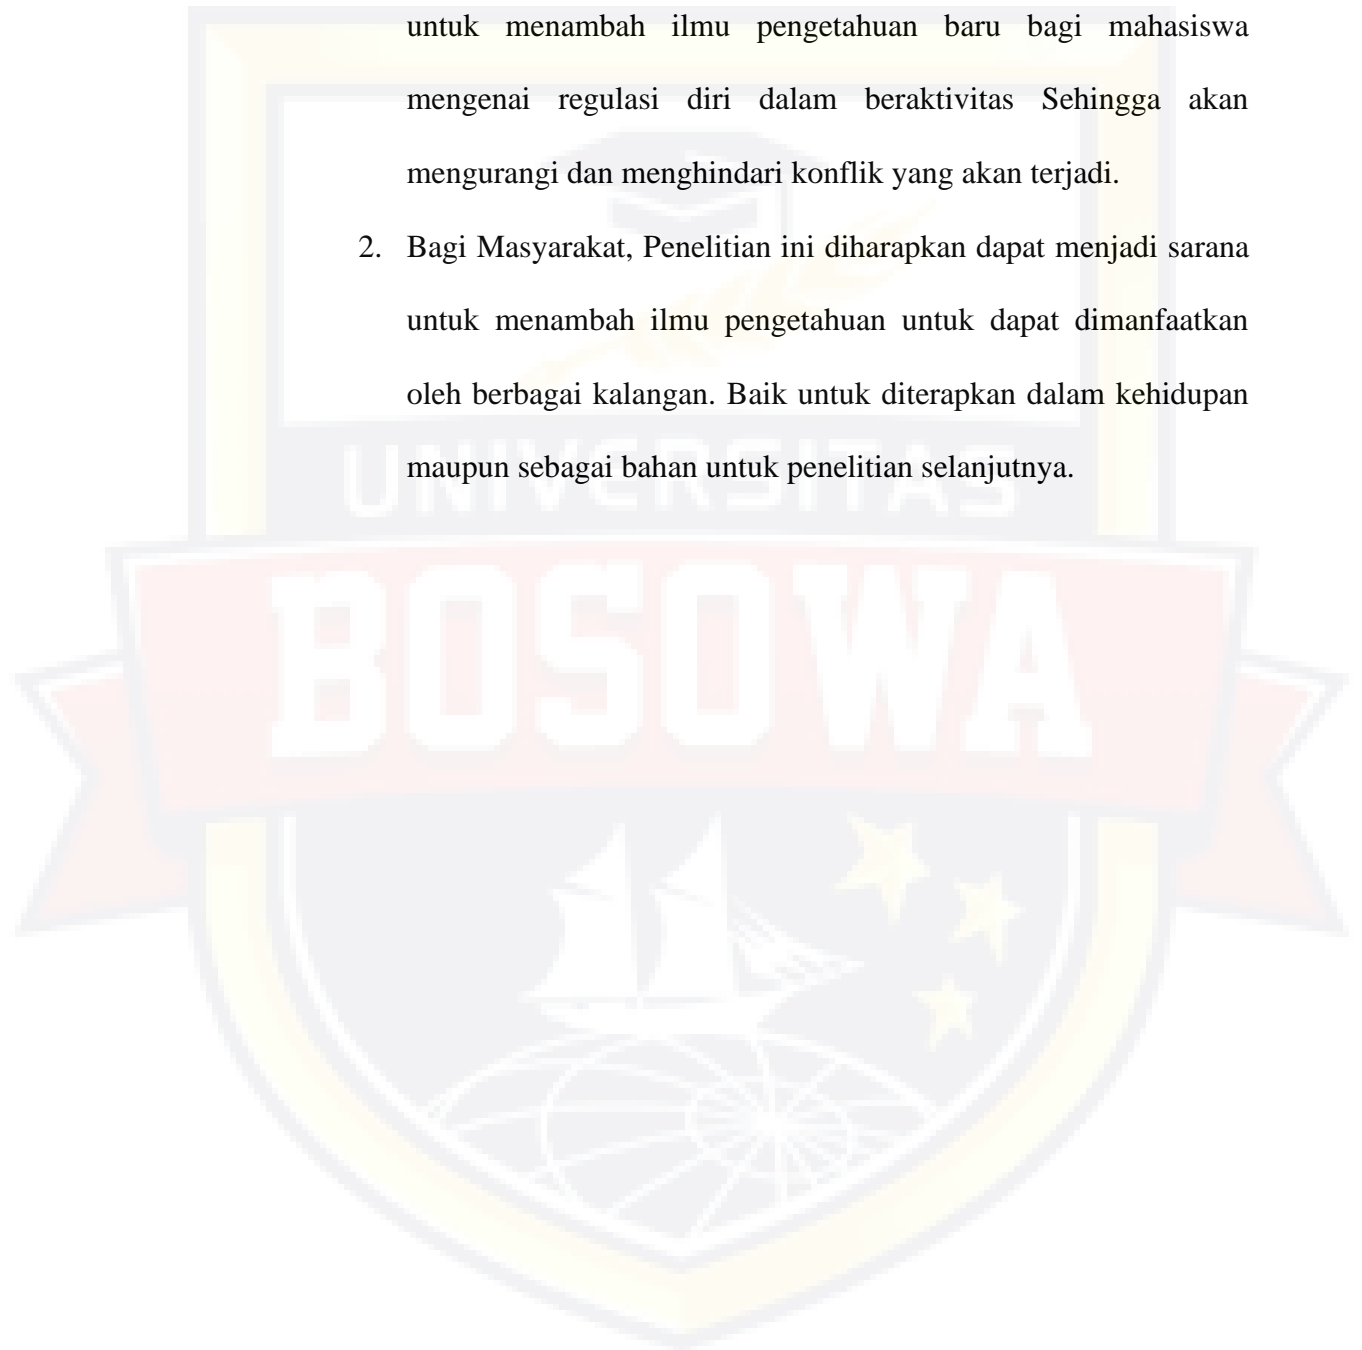 untuk menambah ilmu pengetahuan baru bagi mahasiswa
mengenai regulasi diri dalam beraktivitas Sehingga akan
mengurangi dan menghindari konflik yang akan terjadi.
2. Bagi Masyarakat, Penelitian ini diharapkan dapat menjadi sarana
untuk menambah ilmu pengetahuan untuk dapat dimanfaatkan
oleh berbagai kalangan. Baik untuk diterapkan dalam kehidupan
maupun sebagai bahan untuk penelitian selanjutnya.
UNIVERSITAS
BOSOWA